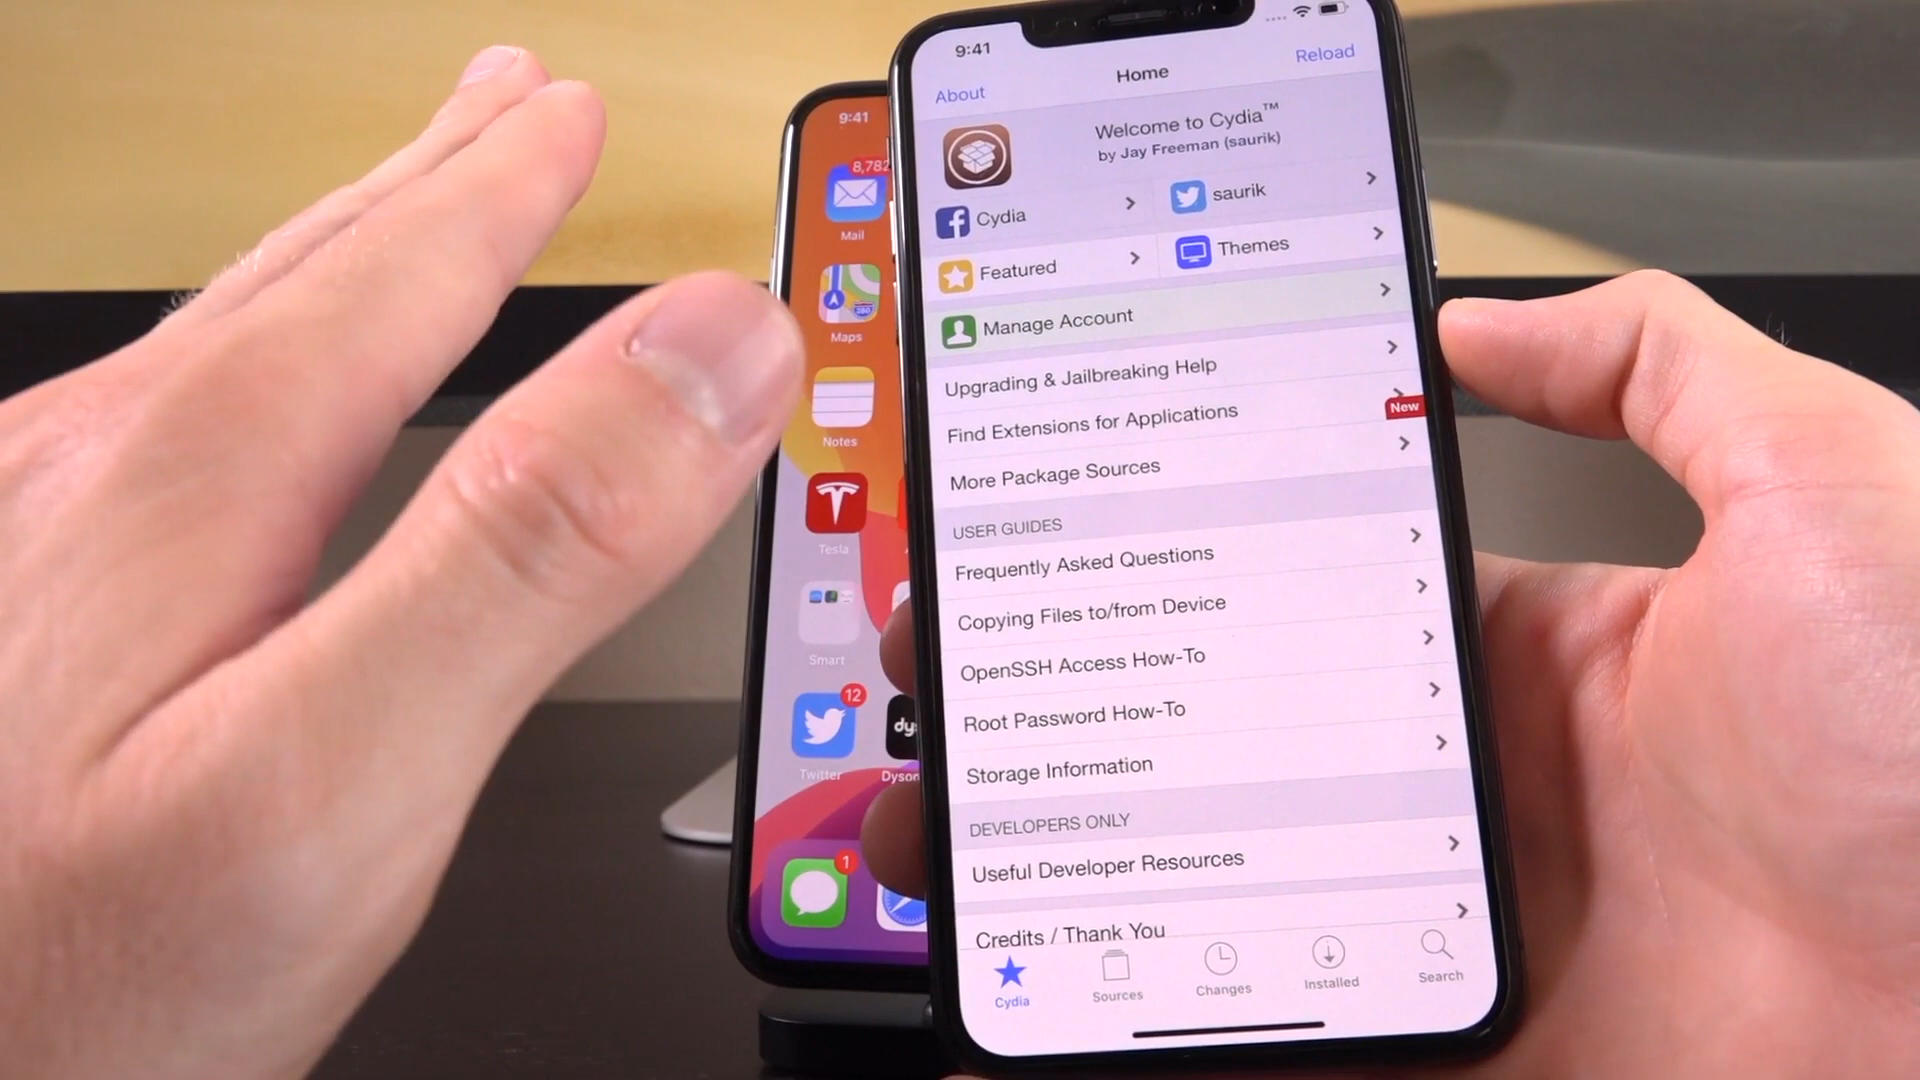 9:41
8,782
Mail
280
Maps
Notes
Tesla
Smart
12
Twitter
Dyson
1
9:41
About
Home
Reload
Welcome to Cydia™
by Jay Freeman (saurik)
Cydia
saurik
Featured
Themes
Manage Account
Upgrading & Jailbreaking Help
Find Extensions for Applications
New
More Package Sources
USER GUIDES
Frequently Asked Questions
Copying Files to/from Device
OpenSSH Access How-To
Root Password How-To
Storage Information
DEVELOPERS ONLY
Useful Developer Resources
Credits / Thank You
Cydia
Sources
Changes
Installed
Search